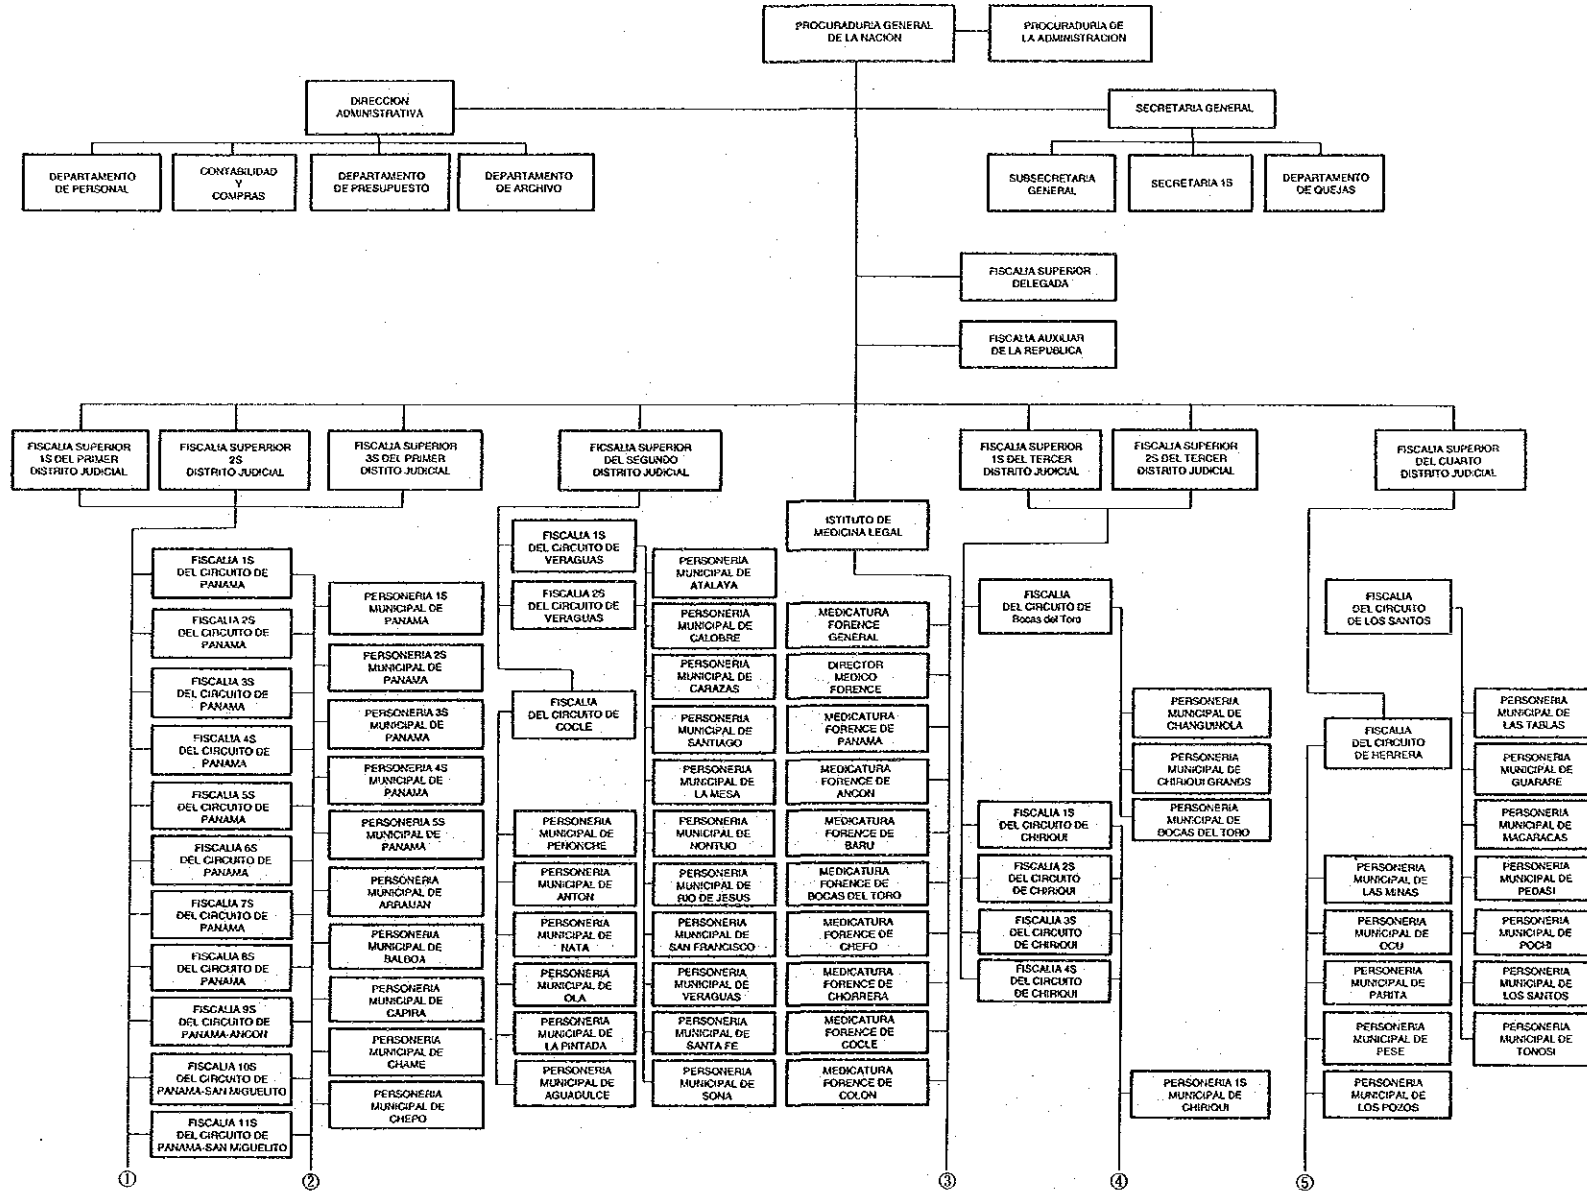 PROCURADURIA GENERAL
DE LA NACION
PROCURADURIA DE
LA ADMINISTRACION
DIRECCION
ADMINISTRATIVA
SECRETARIA GENERAL
DEPARTAMENTO
DE PERSONAL
CONTABILIDAD
Y
COMPRAS
DEPARTAMENTO
DE PRESUPUESTO
DEPARTAMENTO
DE ARCHIVO
SUBSECRETARIA
GENERAL
SECRETARIA 1S
DEPARTAMENTO
DE QUEJAS
FISCALIA SUPERIOR
DELEGADA
FISCALIA AUXILIAR
DE LA REPUBLICA
FISCALIA SUPERIOR
1S DEL PRIMER
DISTRITO JUDICIAL
FISCALIA SUPERRIOR
2S
DISTRITO JUDICIAL
FISCALIA SUPERIOR
3S DEL PRIMER
DISTITO JUDICIAL
FICSALIA SUPERIOR
DEL SEGUNDO
DISTRITO JUDICIAL
FISCALIA SUPERIOR
1S DEL TERCER
DISTRITO JUDICIAL
FISCALIA SUPERIOR
2S DEL TERCER
DISTRITO JUDICIAL
FISCALIA SUPERIOR
DEL CUARTO
DISTRITO JUDICIAL
ISTITUTO DE
MEDICINA LEGAL
FISCALIA 1S
DEL CIRCUITO DE
PANAMA
FISCALIA 2S
DEL CIRCUITO DE
PANAMA
FISCALIA 3S
DEL CIRCUITO DE
PANAMA
FISCALIA 4S
DEL CIRCUITO DE
PANAMA
FISCALIA 5S
DEL CIRCUITO DE
PANAMA
FISCALIA 6S
DEL CIRCUITO DE
PANAMA
FISCALIA 7S
DEL CIRCUITO DE
PANAMA
FISCALIA 8S
DEL CIRCUITO DE
PANAMA
FISCALIA 9S
DEL CIRCUITO DE
PANAMA-ANCON
FISCALIA 10S
DEL CIRCUITO DE
PANAMA-SAN MIGUELITO
FISCALIA 11S
DEL CIRCUITO DE
PANAMA-SAN MIGUELITO
①
PERSONERIA 1S
MUNICIPAL DE
PANAMA
PERSONERIA 2S
MUNICIPAL DE
PANAMA
PERSONERIA 3S
MUNICIPAL DE
PANAMA
PERSONERIA 4S
MUNICIPAL DE
PANAMA
PERSONERIA 5S
MUNICIPAL DE
PANAMA
PERSONERIA
MUNICIPAL DE
ARRAIJAN
PERSONERIA
MUNICIPAL DE
BALBOA
PERSONERIA
MUNICIPAL DE
CAPIRA
PERSONERIA
MUNICIPAL DE
CHAME
PERSONERIA
MUNICIPAL DE
CHEPO
②
FISCALIA 1S
DEL CIRCUITO DE
VERAGUAS
FISCALIA 2S
DEL CIRCUITO DE
VERAGUAS
FISCALIA
DEL CIRCUITO DE
COCLE
PERSONERIA
MUNICIPAL DE
PENONCHE
PERSONERIA
MUNICIPAL DE
ANTON
PERSONERIA
MUNICIPAL DE
NATA
PERSONERIA
MUNICIPAL DE
OLA
PERSONERIA
MUNICIPAL DE
LA PINTADA
PERSONERIA
MUNICIPAL DE
AGUADULCE
PERSONERIA
MUNICIPAL DE
ATALAYA
PERSONERIA
MUNICIPAL DE
CALOBRE
PERSONERIA
MUNICIPAL DE
CARAZAS
PERSONERIA
MUNICIPAL DE
SANTIAGO
PERSONERIA
MUNICIPAL DE
LA MESA
PERSONERIA
MUNICIPAL DE
NONTIJO
PERSONERIA
MUNICIPAL DE
RIO DE JESUS
PERSONERIA
MUNICIPAL DE
SAN FRANCISCO
PERSONERIA
MUNICIPAL DE
VERAGUAS
PERSONERIA
MUNICIPAL DE
SANTA FE
PERSONERIA
MUNICIPAL DE
SONA
MEDICATURA
FORENCE
GENERAL
DIRECTOR
MEDICO
FORENCE
MEDICATURA
FORENCE DE
PANAMA
MEDICATURA
FORENCE DE
ANCON
MEDICATURA
FORENCE DE
BARU
MEDICATURA
FORENCE DE
BOCAS DEL TORO
MEDICATURA
FORENCE DE
CHEFO
MEDICATURA
FORENCE DE
CHORRERA
MEDICATURA
FORENCE DE
COCLE
MEDICATURA
FORENCE DE
COLON
③
FISCALIA
DEL CIRCUITO DE
Bocas del Toro
FISCALIA 1S
DEL CIRCUITO DE
CHIRIQUI
FISCALIA 2S
DEL CIRCUITO
DE CHIRIQUI
FISCALIA 3S
DEL CIRCUITO
DE CHIRIQUI
FISCALIA 4S
DEL CIRCUITO
DE CHIRIQUI
PERSONERIA
MUNICIPAL DE
CHANGUINOLA
PERSONERIA
MUNICIPAL DE
CHIRIQUI GRANDS
PERSONERIA
MUNICIPAL DE
BOCAS DEL TORO
PERSONERIA 1S
MUNICIPAL DE
CHIRIQUI
④
FISCALIA
DEL CIRCUITO
DE LOS SANTOS
FISCALIA
DEL CIRCUITO
DE HERRERA
PERSONERIA
MUNICIPAL DE
LAS MINAS
PERSONERIA
MUNICIPAL DE
OCU
PERSONERIA
MUNICIPAL DE
PARITA
PERSONERIA
MUNICIPAL DE
PESE
PERSONERIA
MUNICIPAL DE
LOS POZOS
⑤
PERSONERIA
MUNICIPAL DE
LAS TABLAS
PERSONERIA
MUNICIPAL DE
GUARARE
PERSONERIA
MUNICIPAL DE
MACARACAS
PERSONERIA
MUNICIPAL DE
PEDASI
PERSONERIA
MUNICIPAL DE
POCHI
PERSONERIA
MUNICIPAL DE
LOS SANTOS
PERSONERIA
MUNICIPAL DE
TONOSI